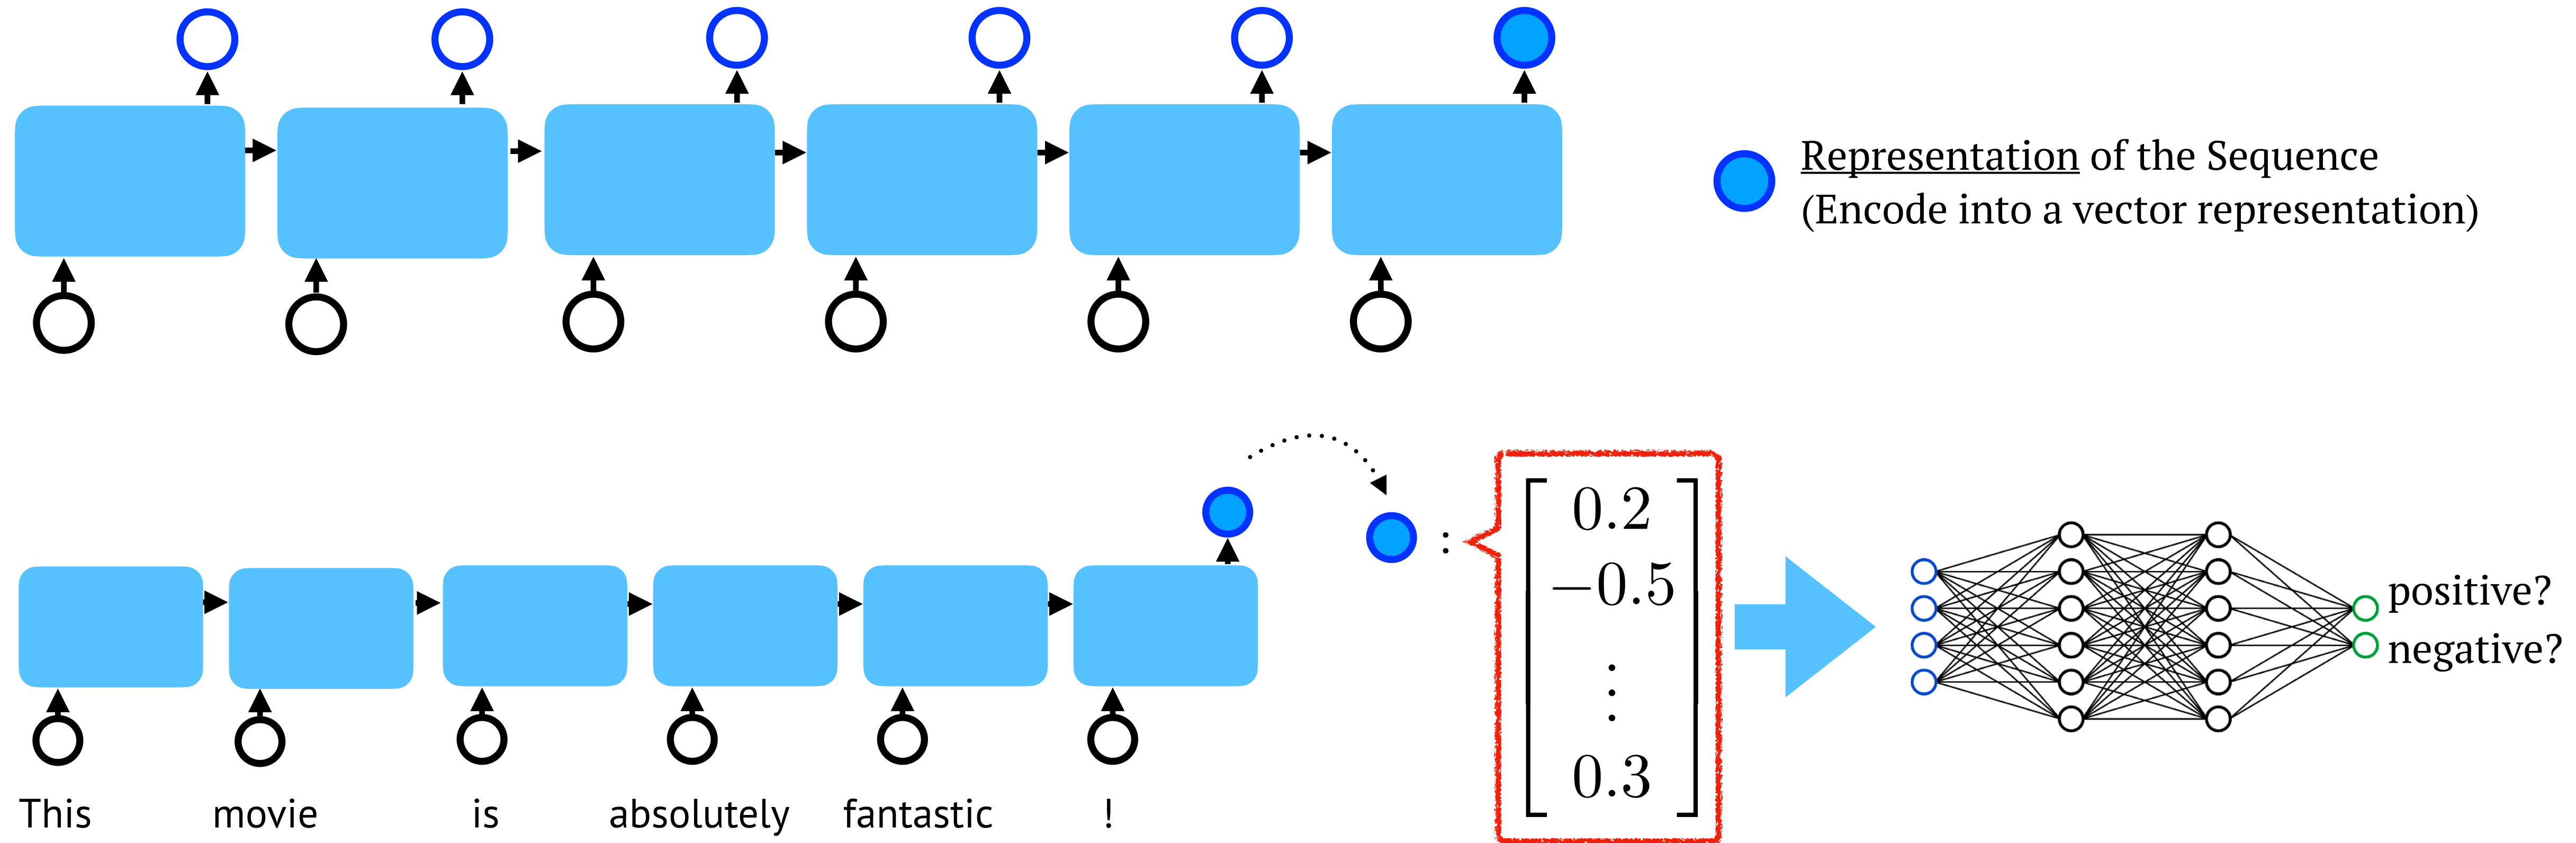 Representation of the Sequence
(Encode into a vector representation)
:
0.2
−0.5
⋮
0.3
positive?
negative?
This movie is absolutely fantastic !